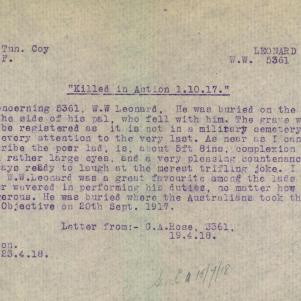 Tun. Coy LEONARD
F. W.W. 5361
"Killed in Action 1.10.17."
ncerning 5361, W.W Leonard, He was buried on the
the side of his pal, who fell with him. The grave w
be registered as it is not in a military cemetery
every attention to the very last. As near as I can
ribe the poor lad, is, about 5ft 8ins, complexion
rather large eyes, and a very pleasing countenanc
ays ready to laugh at the merest trifling joke. I
W.W.Leonard was a great favourite among the lads
r wavered in performing his duties, no matter how
erous. He was buried where the Australians took th
Objective on 20th Sept. 1917.
Letter from:- G.A.Rose, 3361,
19.4.18.
on.
23.4.18.